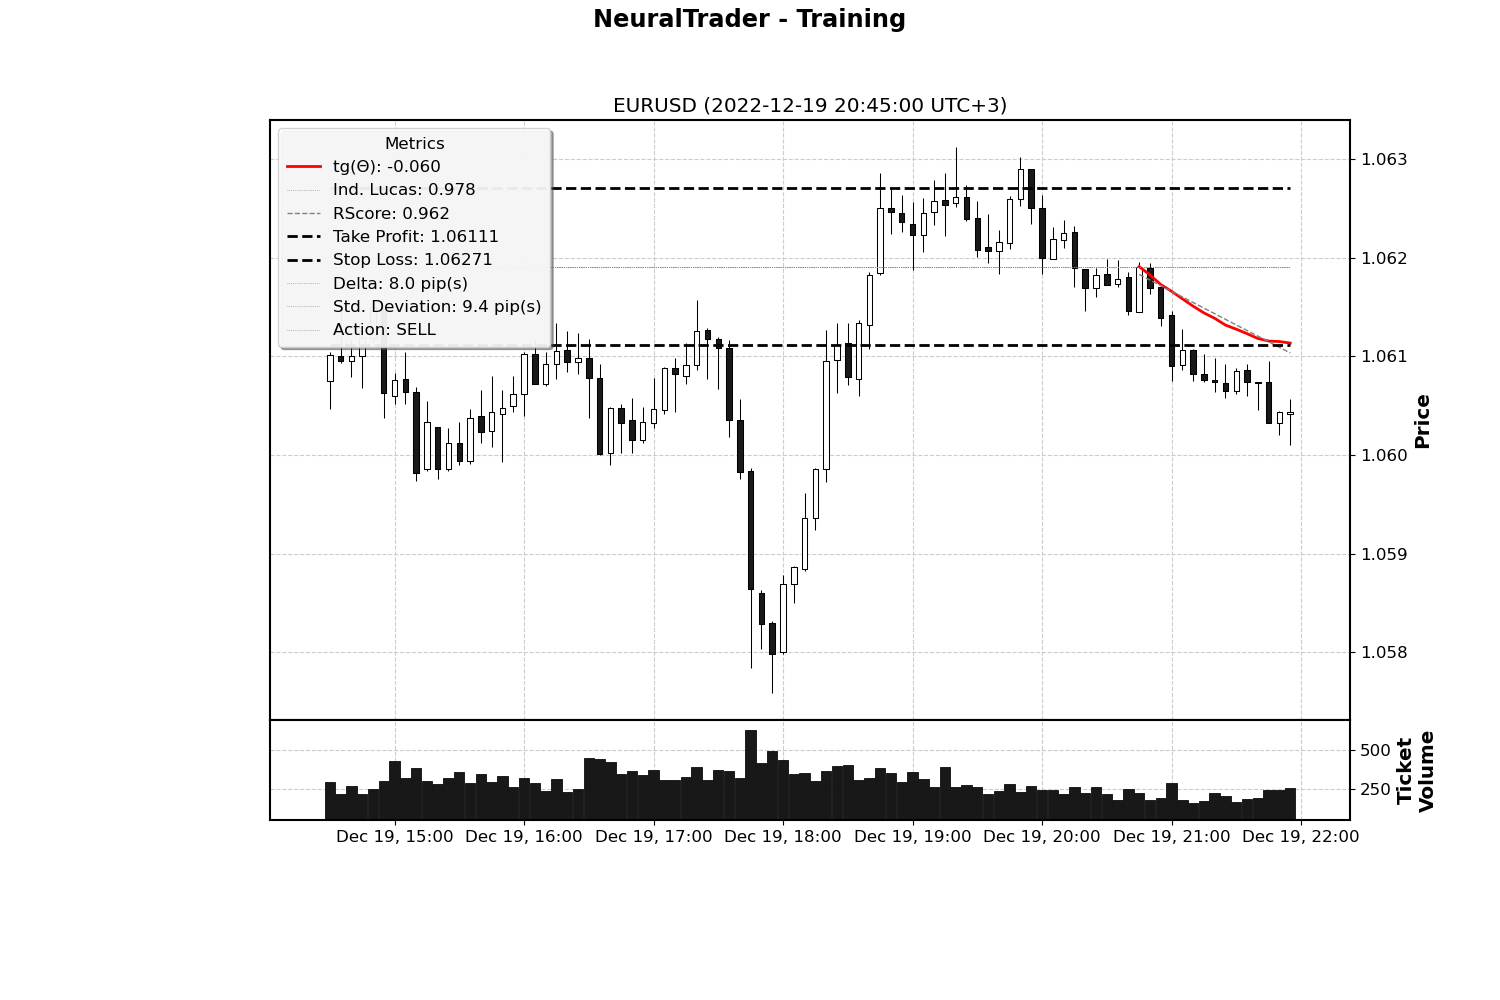 NeuralTrader - Training
EURUSD (2022-12-19 20:45:00 UTC+3)
Metrics
tg(Θ): -0.060
Ind. Lucas: 0.978
RScore: 0.962
Take Profit: 1.06111
Stop Loss: 1.06271
Delta: 8.0 pip(s)
Std. Deviation: 9.4 pip(s)
Action: SELL
1.063
1.062
1.061
1.060
1.059
1.058
Price
500
250
Ticket
Volume
Dec 19, 15:00
Dec 19, 16:00
Dec 19, 17:00
Dec 19, 18:00
Dec 19, 19:00
Dec 19, 20:00
Dec 19, 21:00
Dec 19, 22:00